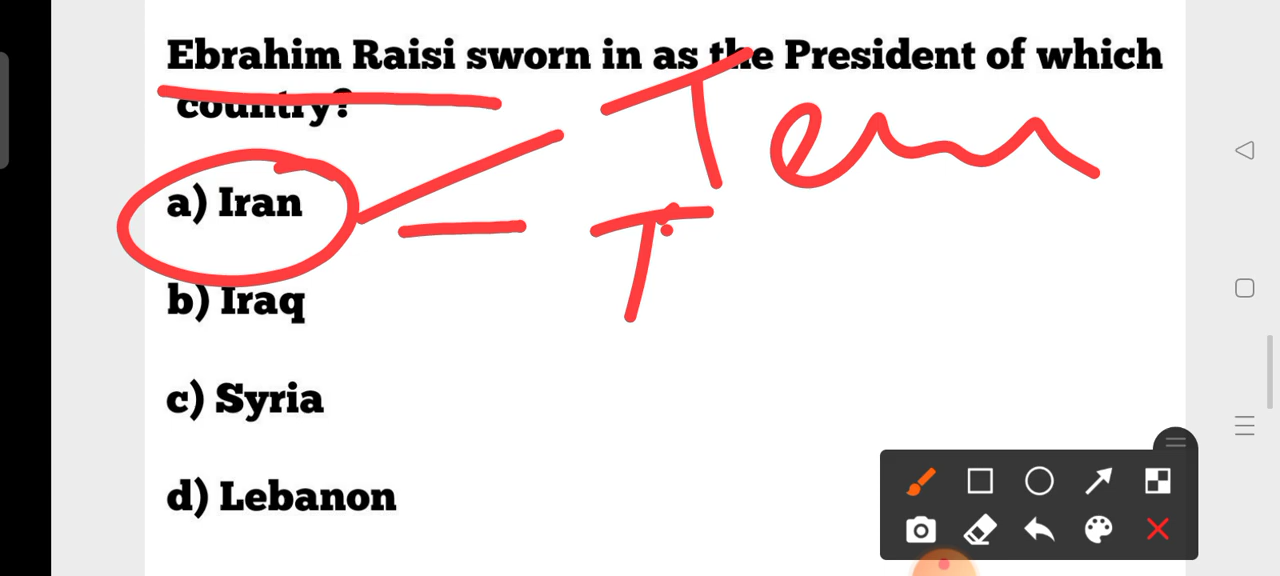 Ebrahim Raisi sworn in as the President of which
country?
a) Iran
b) Iraq
c) Syria
d) Lebanon
T